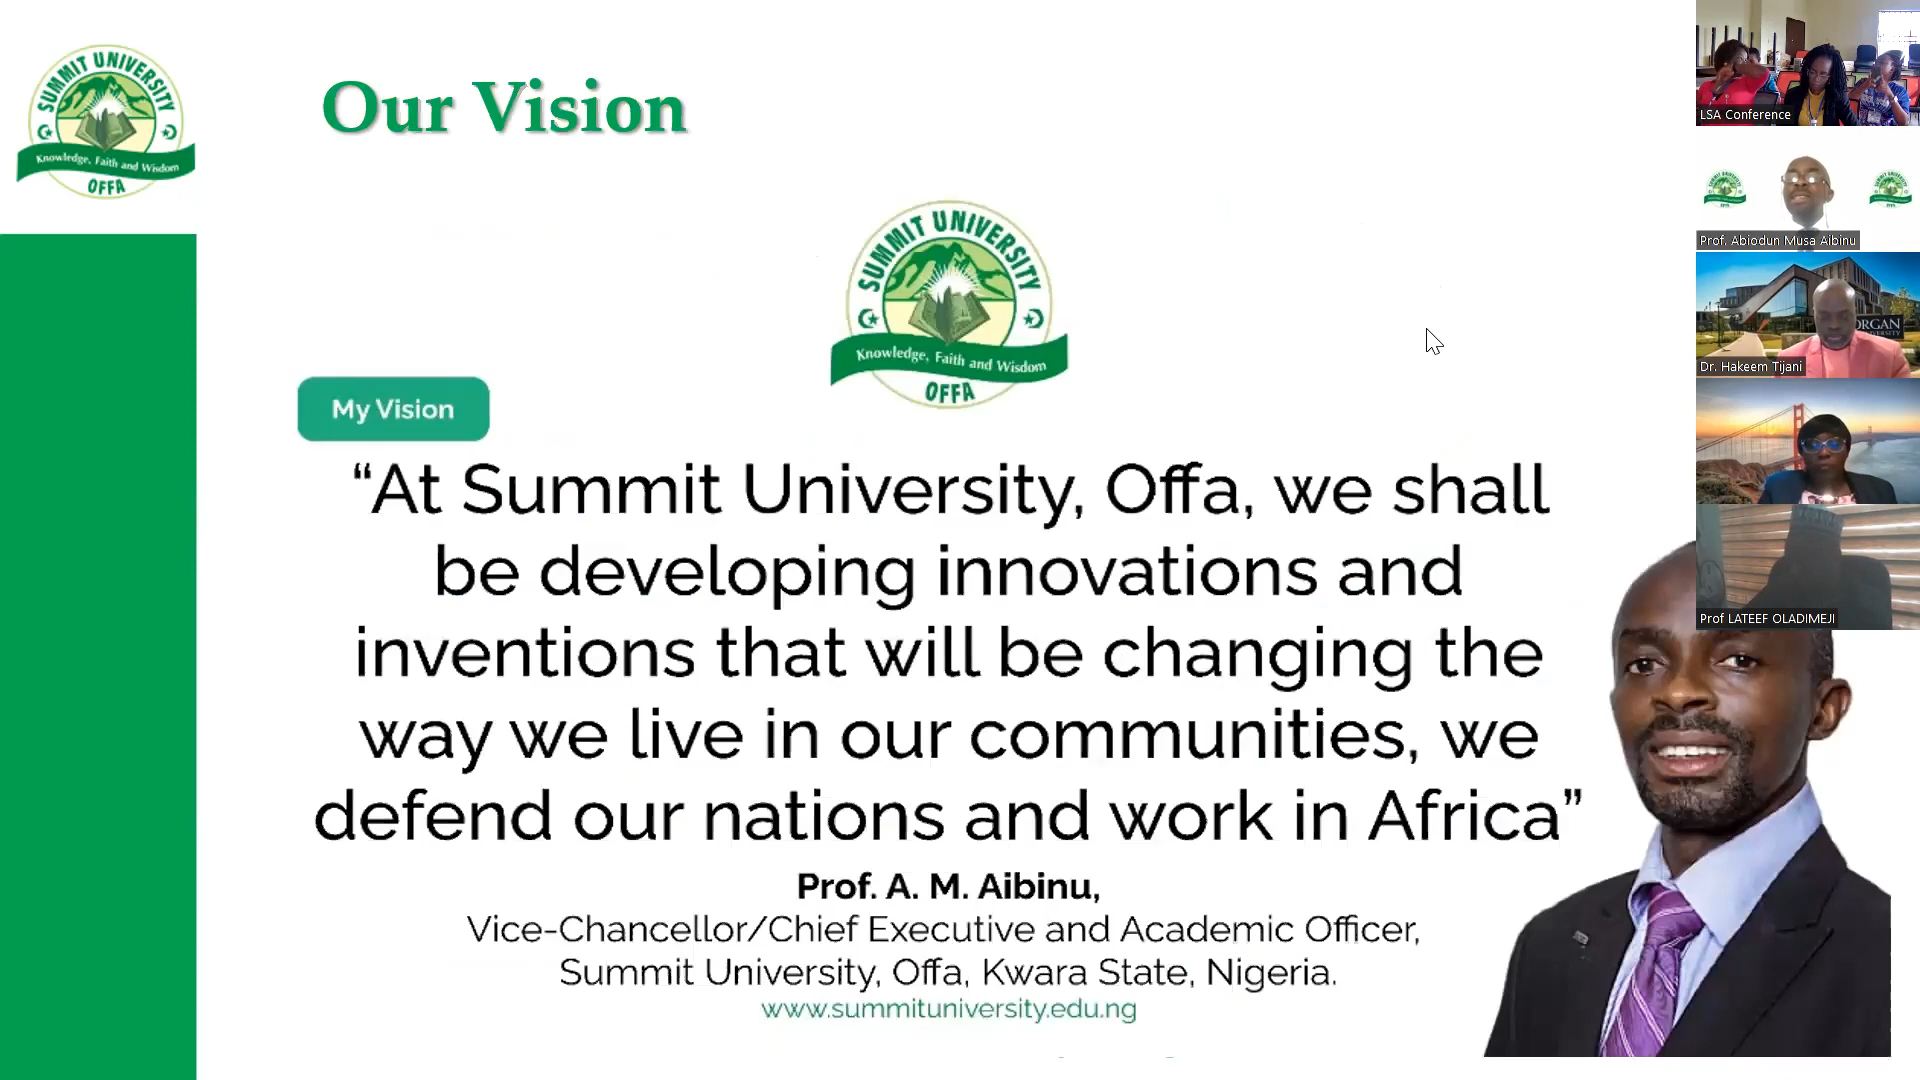 SUMMIT UNIVERSITY
Knowledge, Faith and Wisdom
OFFA
Our Vision
SUMMIT UNIVERSITY
Knowledge, Faith and Wisdom
OFFA
My Vision
“At Summit University, Offa, we shall
be developing innovations and
inventions that will be changing the
way we live in our communities, we
defend our nations and work in Africa”
Prof. A. M. Aibinu,
Vice-Chancellor/Chief Executive and Academic Officer,
Summit University, Offa, Kwara State, Nigeria.
www.summituniversity.edu.ng
LSA Conference
Prof. Abiodun Musa Aibinu
ORGAN
Dr. Hakeem Tijani
Prof LATEEF OLADIMEJI